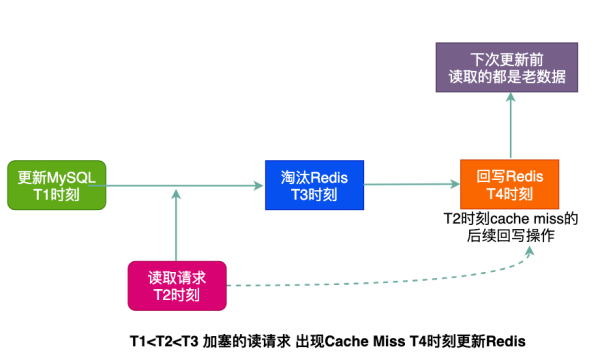 下次更新前
读取的都是老数据
更新MySQL
T1时刻
淘汰Redis
T3时刻
回写Redis
T4时刻
T2时刻cache miss的
后续回写操作
读取请求
T2时刻
T1<T2<T3 加塞的读请求 出现Cache Miss T4时刻更新Redis